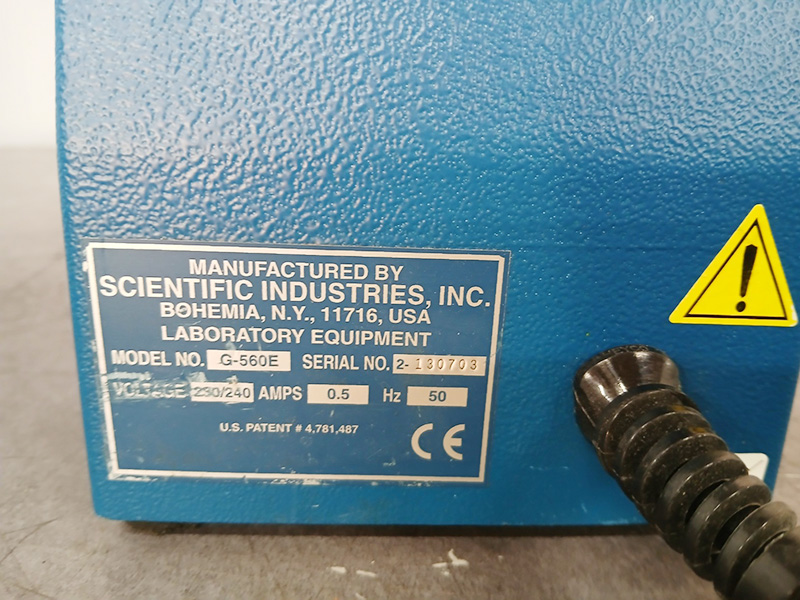 MANUFACTURED BY
SCIENTIFIC INDUSTRIES, INC.
BOHEMIA, N.Y., 11716, USA
LABORATORY EQUIPMENT
MODEL NO. G-560E SERIAL NO. 2-130703
VOLTAGE 230/240 AMPS 0.5 Hz 50
U.S. PATENT # 4,781,487
CE
!